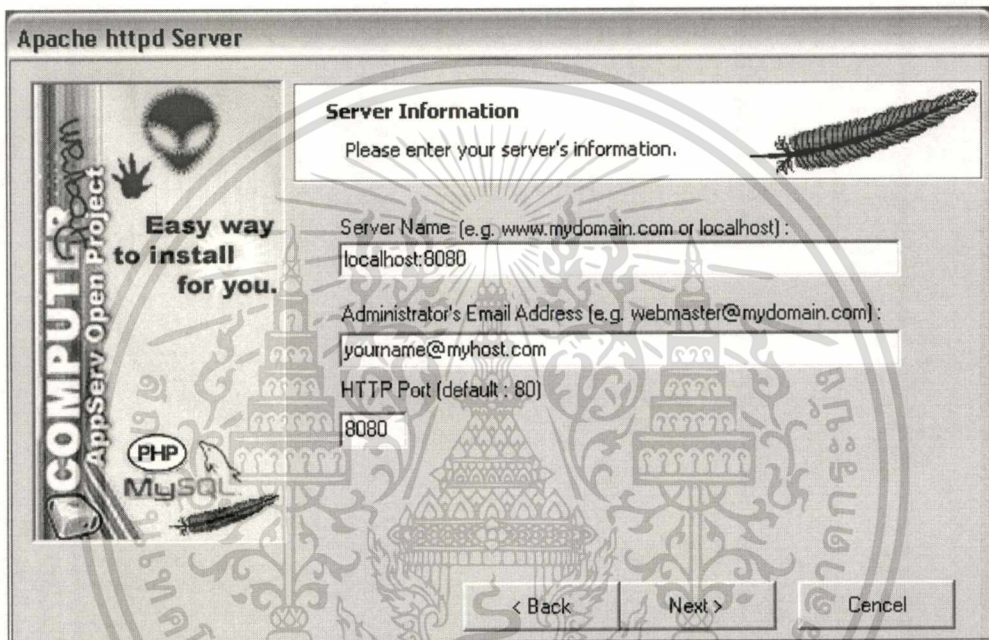 Apache httpd Server
COMPUTER Program
AppServ Open Project
Easy way
to install
for you.
PHP
MySQL
Server Information
Please enter your server's information.
Server Name (e.g. www.mydomain.com or localhost) :
localhost:8080
Administrator's Email Address (e.g. webmaster@mydomain.com) :
yourname@myhost.com
HTTP Port (default : 80)
8080
< Back
Next >
Cencel